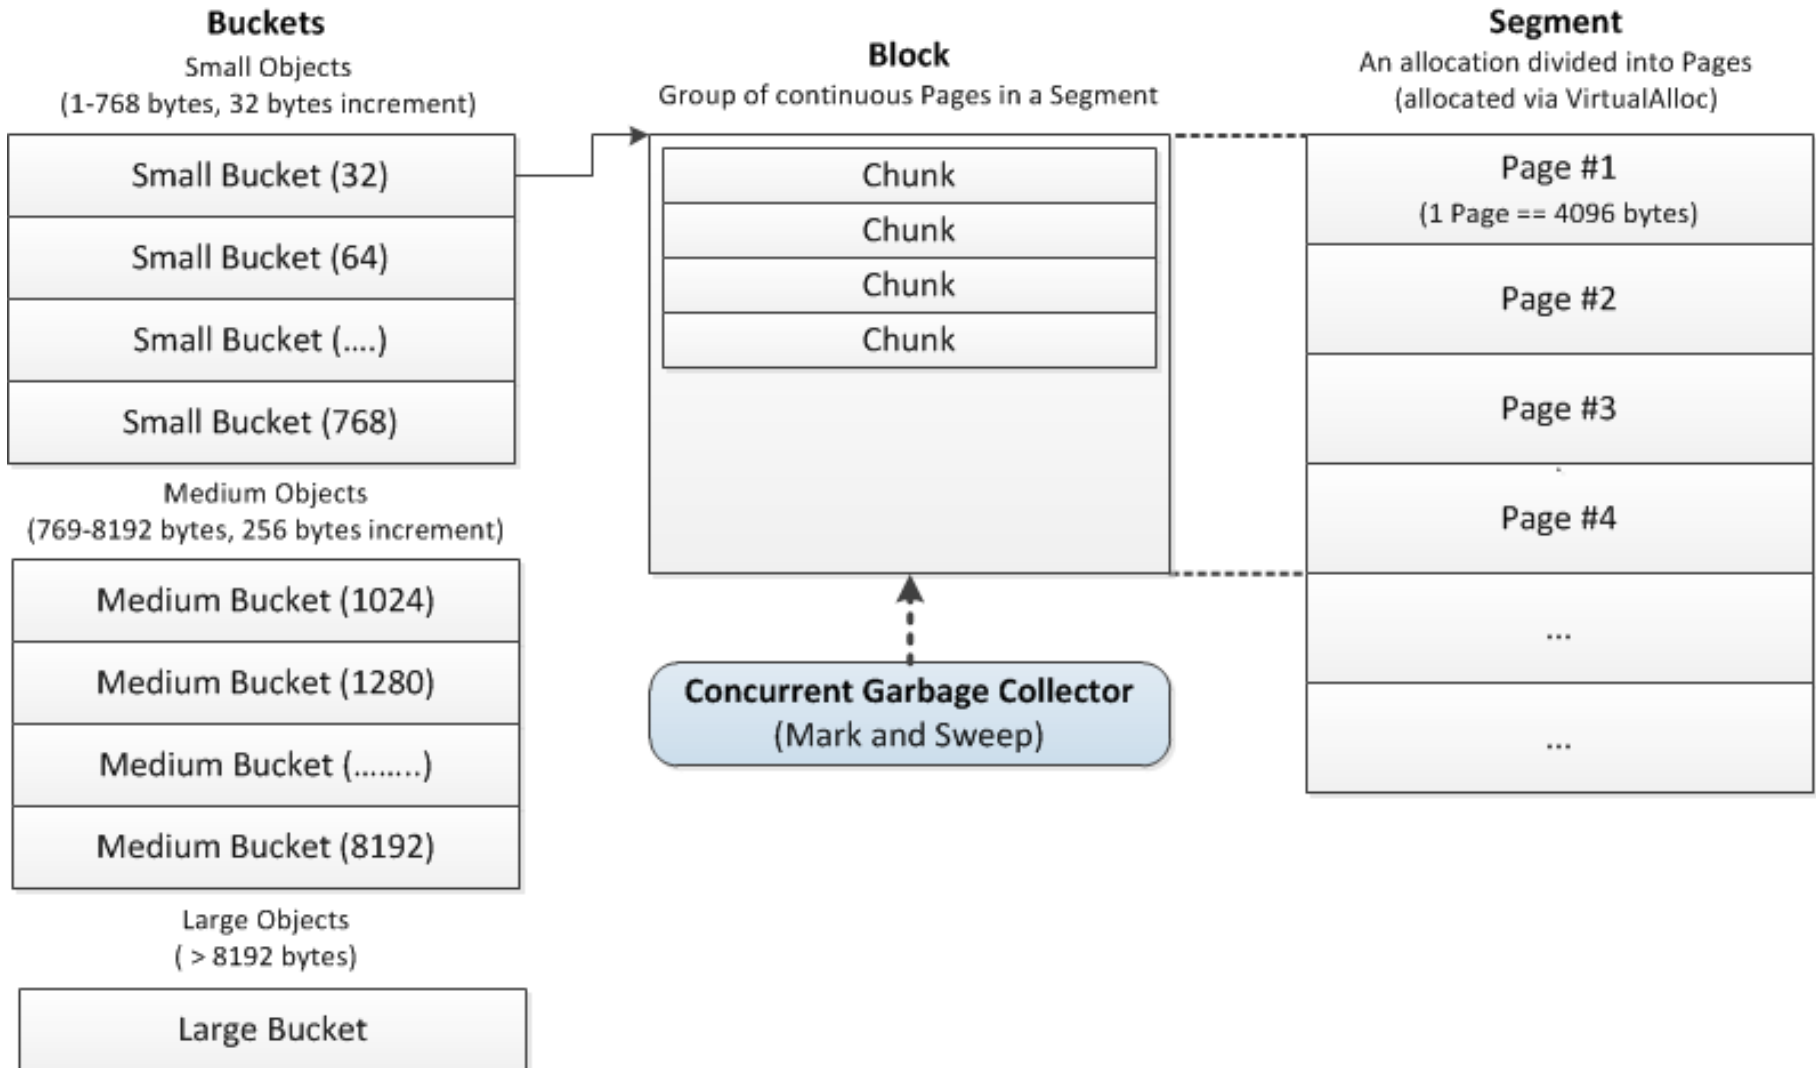 Buckets
Small Objects
(1-768 bytes, 32 bytes increment)
Small Bucket (32)
Small Bucket (64)
Small Bucket (....)
Small Bucket (768)
Medium Objects
(769-8192 bytes, 256 bytes increment)
Medium Bucket (1024)
Medium Bucket (1280)
Medium Bucket (........)
Medium Bucket (8192)
Large Objects
( > 8192 bytes)
Large Bucket
Block
Group of continuous Pages in a Segment
Chunk
Chunk
Chunk
Chunk
Concurrent Garbage Collector
(Mark and Sweep)
Segment
An allocation divided into Pages
(allocated via VirtualAlloc)
Page #1
(1 Page == 4096 bytes)
Page #2
Page #3
Page #4
...
...